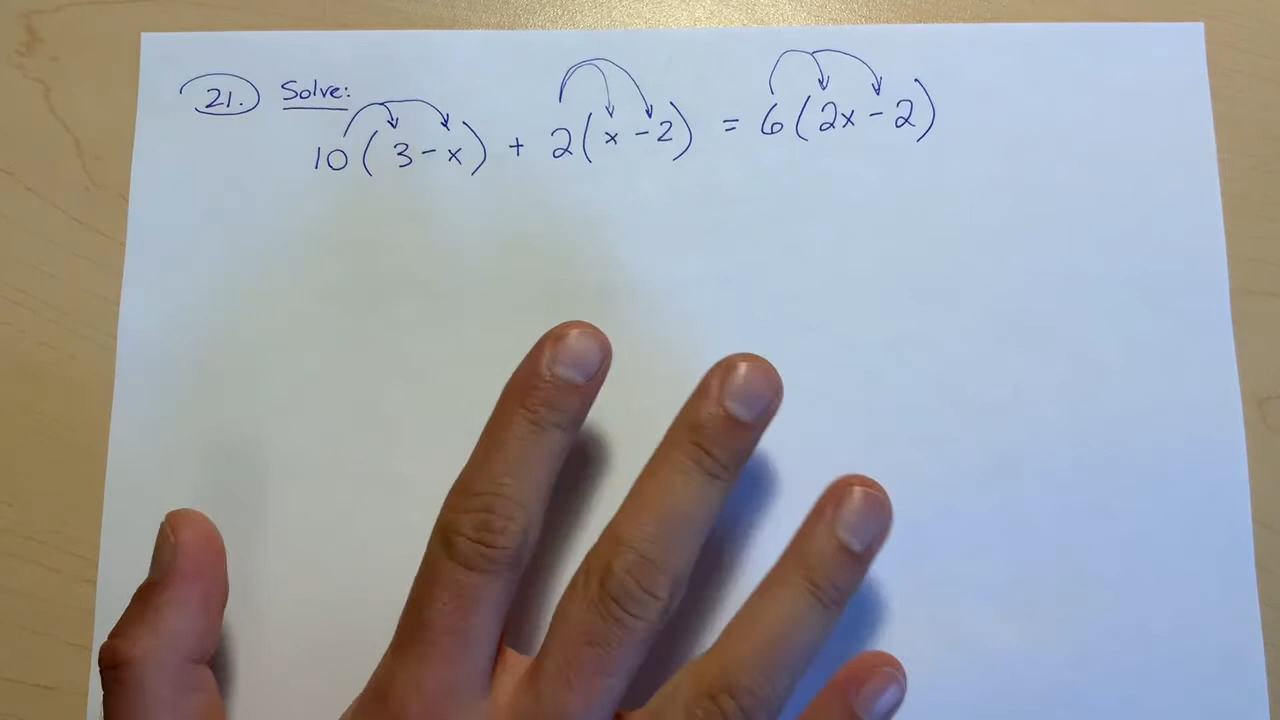 21. Solve:
10(3-x) + 2(x-2) = 6(2x-2)